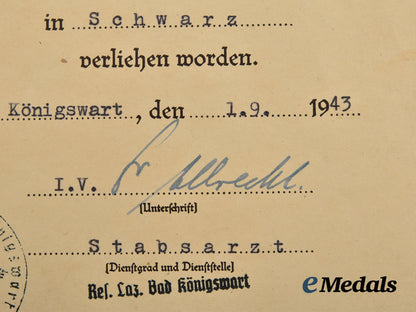 in Schwarz
verliehen worden.
Königswart, den 1.9. 1943
I.V. Dr. Albrecht.
(Unterschrift)
Stabsarzt
(Dienstgrad und Dienststelle)
Res. Laz. Bad Königswart
eMedals